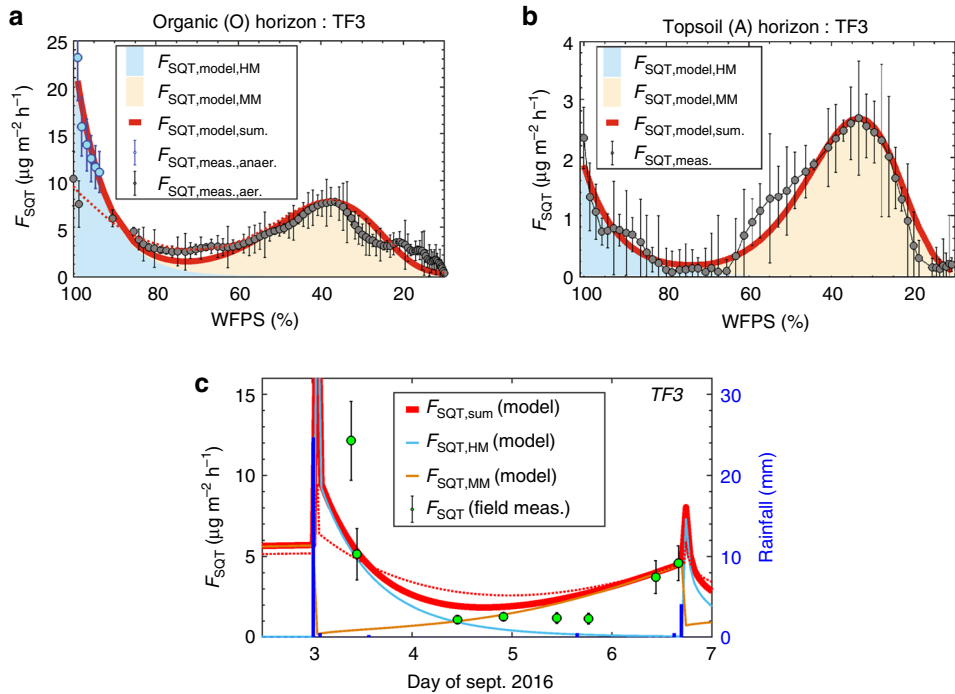 a
Organic (O) horizon : TF3
F_SQT (µg m⁻² h⁻¹)
25
20
15
10
5
0
F_SQT,model,HM
F_SQT,model,MM
F_SQT,model,sum.
F_SQT,meas.,anaer.
F_SQT,meas.,aer.
100 80 60 40 20
WFPS (%)
b
Topsoil (A) horizon : TF3
F_SQT (µg m⁻² h⁻¹)
4
3
2
1
0
F_SQT,model,HM
F_SQT,model,MM
F_SQT,model,sum.
F_SQT,meas.
100 80 60 40 20
WFPS (%)
c
TF3
F_SQT (µg m⁻² h⁻¹)
15
10
5
0
F_SQT,sum (model)
F_SQT,HM (model)
F_SQT,MM (model)
F_SQT (field meas.)
30
20
10
0
Rainfall (mm)
3 4 5 6 7
Day of sept. 2016